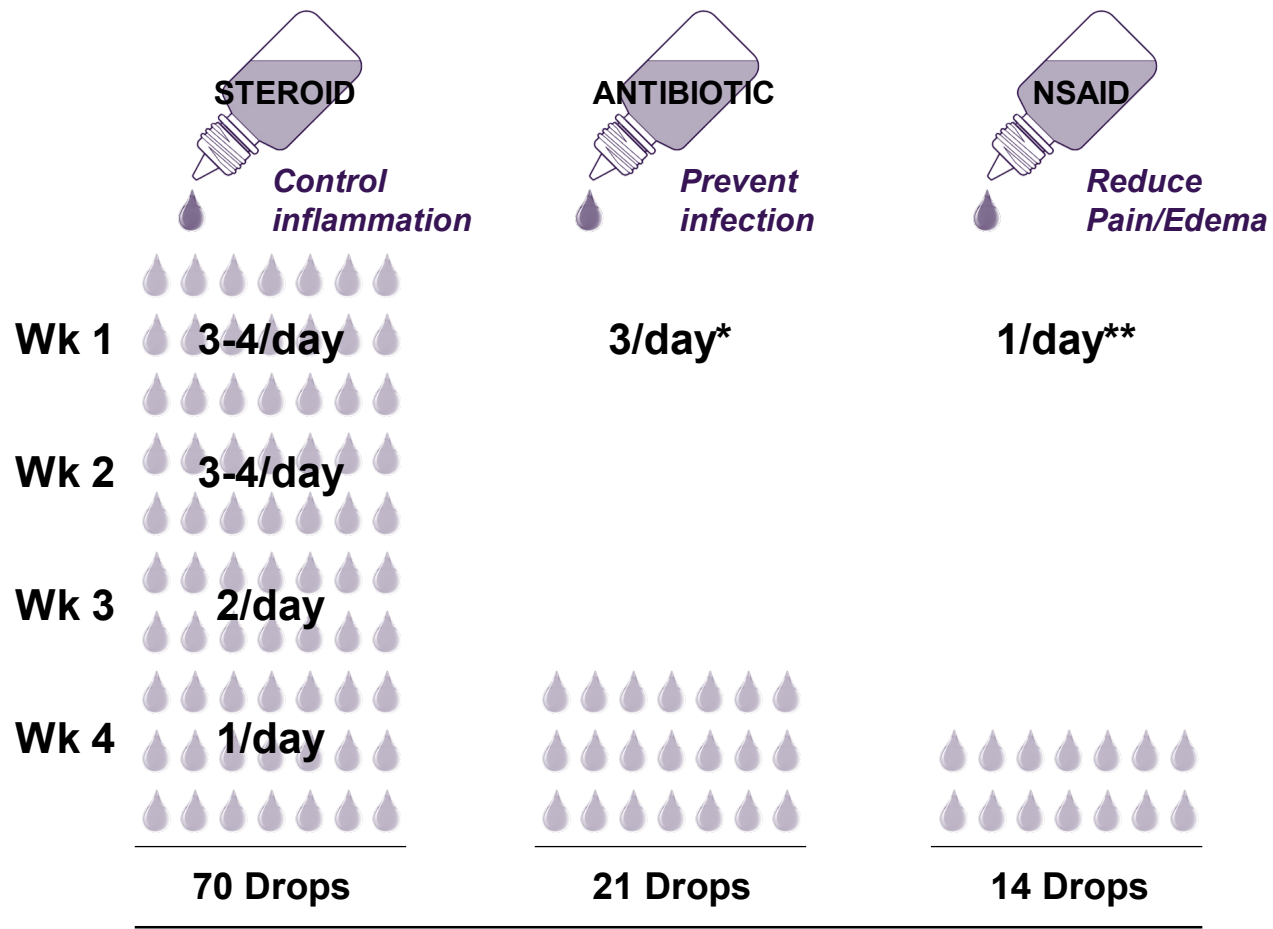 STEROID ANTIBIOTIC NSAID
Control Prevent Reduce
inflammation infection Pain/Edema
Wk 1 3-4/day 3/day* 1/day**
Wk 2 3-4/day
Wk 3 2/day
Wk 4 1/day
70 Drops 21 Drops 14 Drops